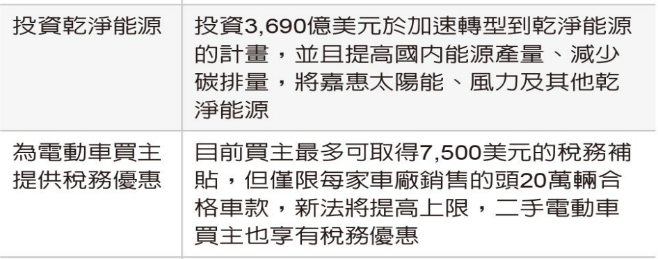 投資乾淨能源
投資3,690億美元於加速轉型到乾淨能源
的計畫，並且提高國內能源產量、減少
碳排量，將嘉惠太陽能、風力及其他乾
淨能源
為電動車買主
提供稅務優惠
目前買主最多可取得7,500美元的稅務補
貼，但僅限每家車廠銷售的頭20萬輛合
格車款，新法將提高上限，二手電動車
買主也享有稅務優惠